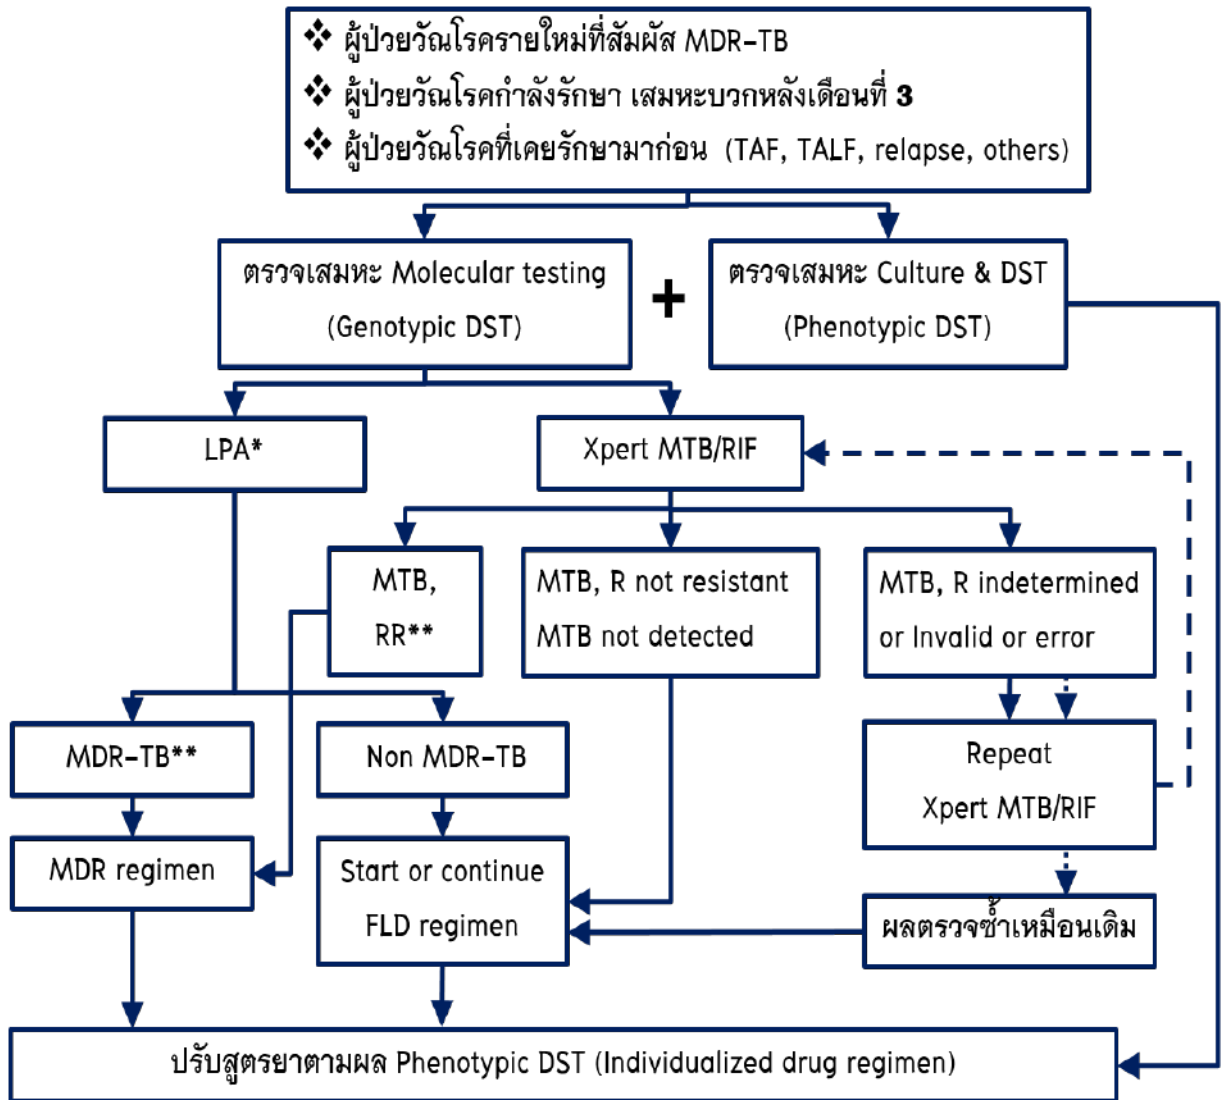 ❖ ผู้ป่วยวัณโรครายใหม่ที่สัมผัส MDR-TB
❖ ผู้ป่วยวัณโรคกำลังรักษา เสมหะบวกหลังเดือนที่ 3
❖ ผู้ป่วยวัณโรคที่เคยรักษามาก่อน (TAF, TALF, relapse, others)
ตรวจเสมหะ Molecular testing
(Genotypic DST)
+
ตรวจเสมหะ Culture & DST
(Phenotypic DST)
LPA*
Xpert MTB/RIF
MTB,
RR**
MTB, R not resistant
MTB not detected
MTB, R indetermined
or Invalid or error
MDR-TB**
Non MDR-TB
Repeat
Xpert MTB/RIF
MDR regimen
Start or continue
FLD regimen
ผลตรวจซ้ำเหมือนเดิม
ปรับสูตรยาตามผล Phenotypic DST (Individualized drug regimen)